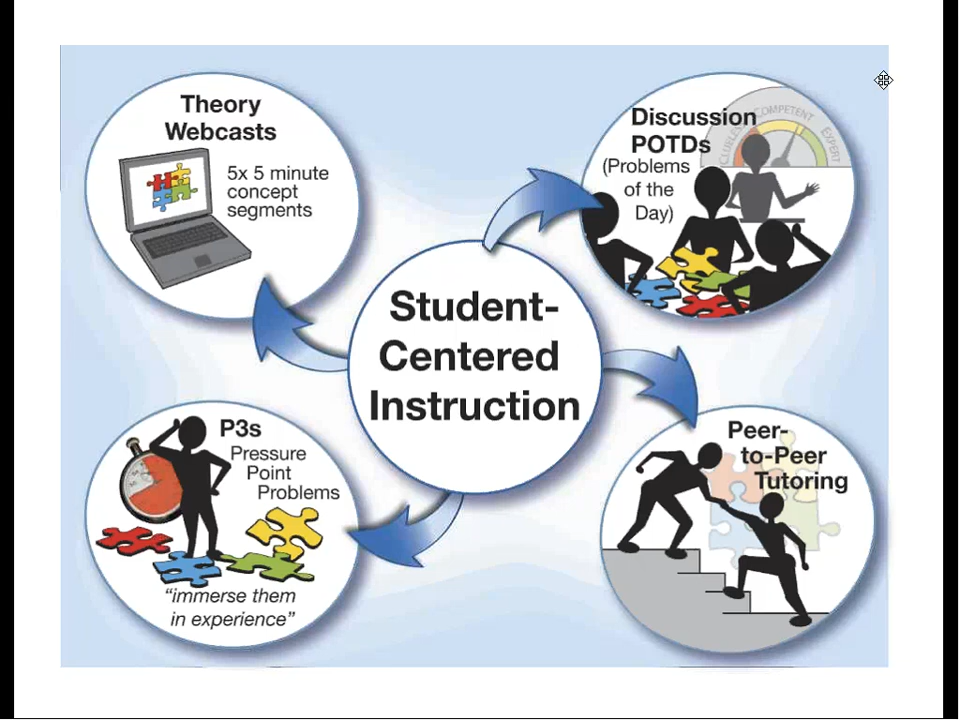 Theory
Webcasts
5x 5 minute
concept
segments
Discussion
POTDs
(Problems
of the
Day)
CLUELESS
COMPETENT
EXPERT
Student-
Centered
Instruction
P3s
Pressure
Point
Problems
“immerse them
in experience”
Peer-
to-Peer
Tutoring